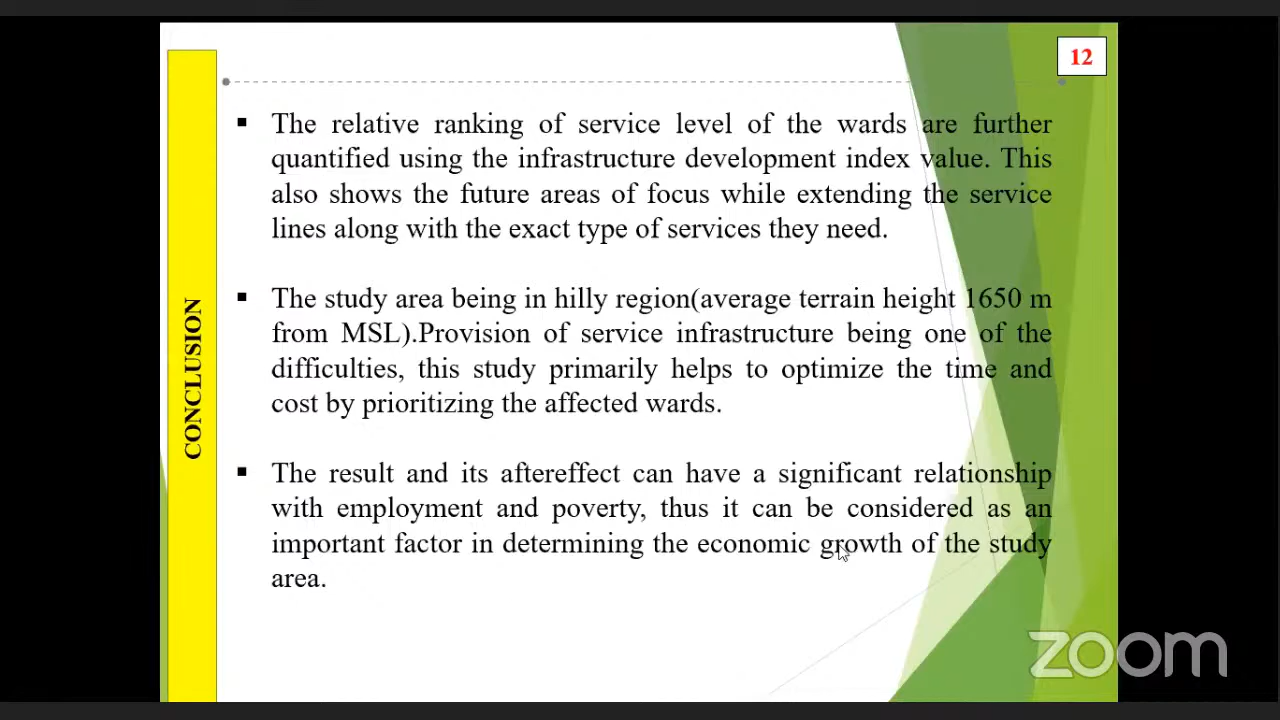 12
CONCLUSION
▪ The relative ranking of service level of the wards are further
quantified using the infrastructure development index value. This
also shows the future areas of focus while extending the service
lines along with the exact type of services they need.
▪ The study area being in hilly region(average terrain height 1650 m
from MSL).Provision of service infrastructure being one of the
difficulties, this study primarily helps to optimize the time and
cost by prioritizing the affected wards.
▪ The result and its aftereffect can have a significant relationship
with employment and poverty, thus it can be considered as an
important factor in determining the economic growth of the study
area.
zoom